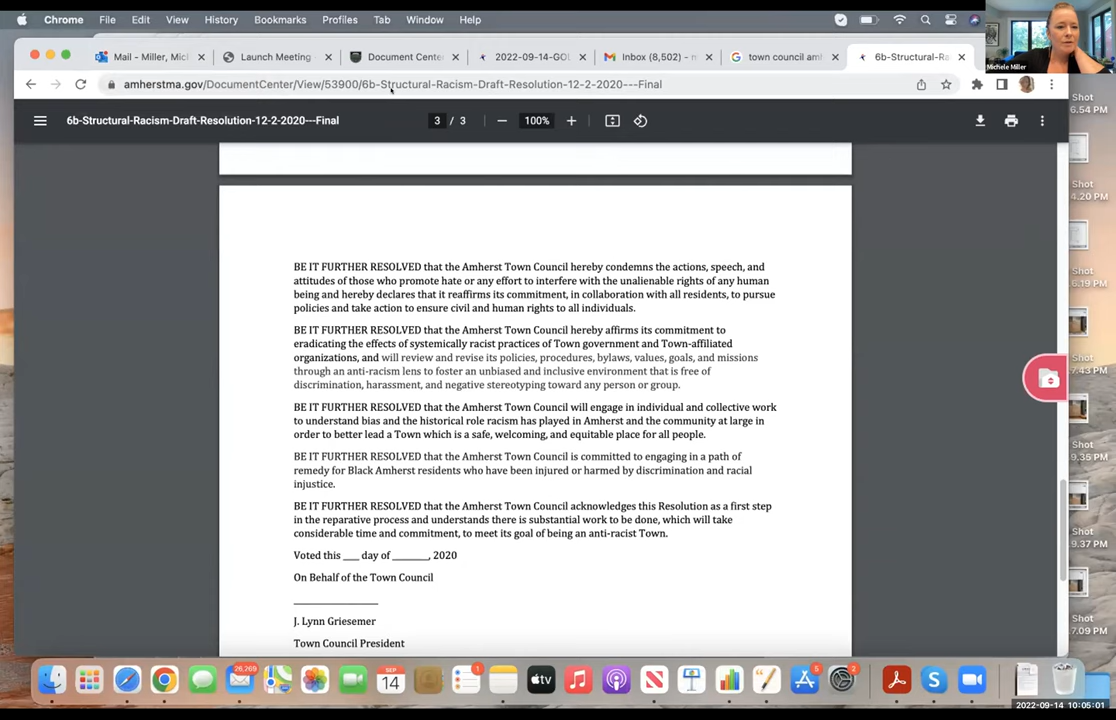 Chrome File Edit View History Bookmarks Profiles Tab Window Help
Michele Miller
Mail - Miller, Micl
Launch Meeting
Document Cente
2022-09-14-GOL
Inbox (8,502) - m
town council aml
6b-Structural-Ra
amherstma.gov/DocumentCenter/View/53900/6b-Structural-Racism-Draft-Resolution-12-2-2020---Final
6b-Structural-Racism-Draft-Resolution-12-2-2020---Final
3 / 3
100%
BE IT FURTHER RESOLVED that the Amherst Town Council hereby condemns the actions, speech, and
attitudes of those who promote hate or any effort to interfere with the unalienable rights of any human
being and hereby declares that it reaffirms its commitment, in collaboration with all residents, to pursue
policies and take action to ensure civil and human rights to all individuals.
BE IT FURTHER RESOLVED that the Amherst Town Council hereby affirms its commitment to
eradicating the effects of systemically racist practices of Town government and Town-affiliated
organizations, and will review and revise its policies, procedures, bylaws, values, goals, and missions
through an anti-racism lens to foster an unbiased and inclusive environment that is free of
discrimination, harassment, and negative stereotyping toward any person or group.
BE IT FURTHER RESOLVED that the Amherst Town Council will engage in individual and collective work
to understand bias and the historical role racism has played in Amherst and the community at large in
order to better lead a Town which is a safe, welcoming, and equitable place for all people.
BE IT FURTHER RESOLVED that the Amherst Town Council is committed to engaging in a path of
remedy for Black Amherst residents who have been injured or harmed by discrimination and racial
injustice.
BE IT FURTHER RESOLVED that the Amherst Town Council acknowledges this Resolution as a first step
in the reparative process and understands there is substantial work to be done, which will take
considerable time and commitment, to meet its goal of being an anti-racist Town.
Voted this ___ day of _______, 2020
On Behalf of the Town Council
J. Lynn Griesemer
Town Council President
Shot
6.54 PM
Shot
4.20 PM
Shot
6.19 PM
Shot
7.43 PM
Shot
9.35 PM
Shot
9.37 PM
Shot
7.09 PM
26,269
SEP
14
1
tv
5
2
2022-09-14 10:05:01